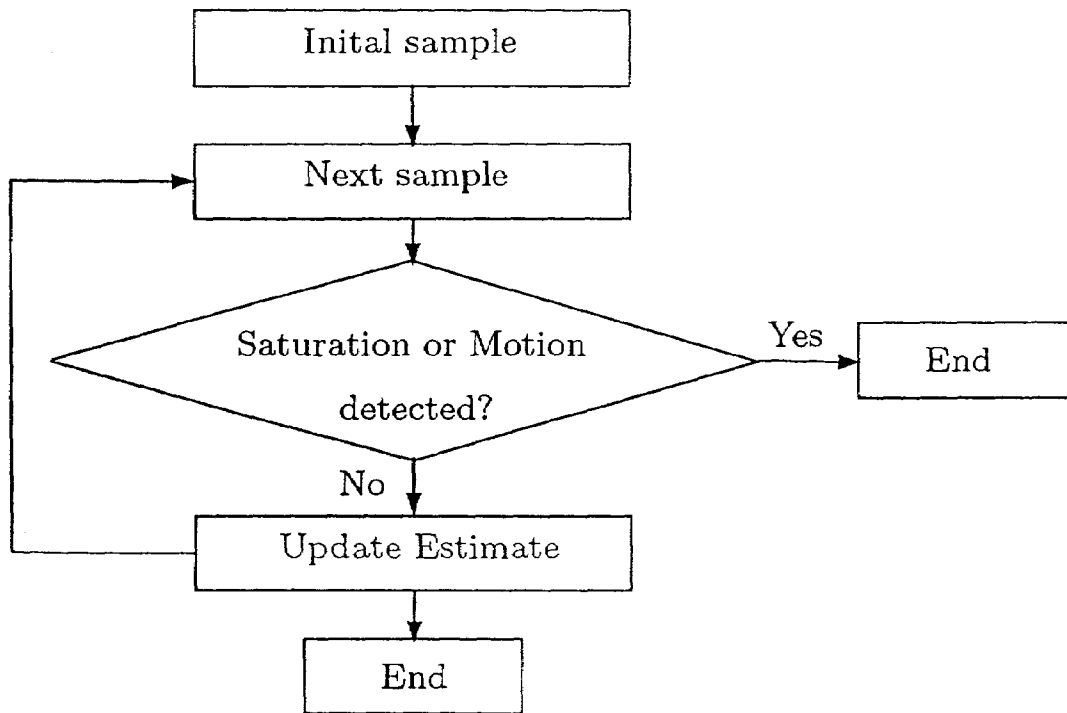 Inital sample
Next sample
Saturation or Motion
detected?
Yes
End
No
Update Estimate
End